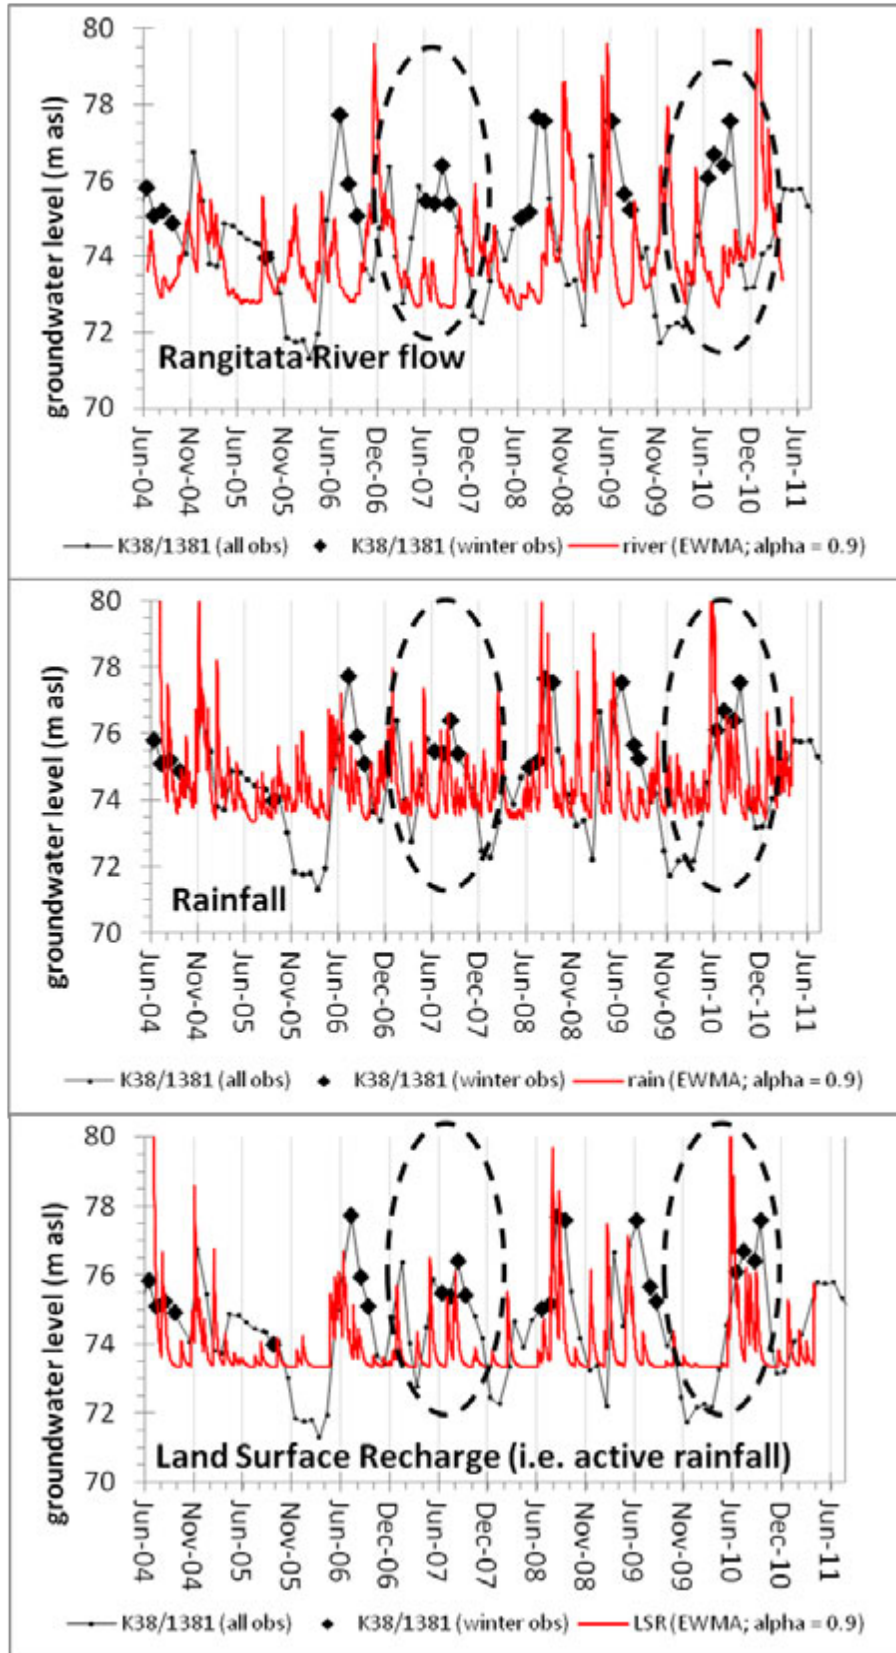 groundwater level (m asl)
80
78
76
74
72
70
Rangitata River flow
Jun-04
Nov-04
Jun-05
Nov-05
Jun-06
Dec-06
Jun-07
Dec-07
Jun-08
Nov-08
Jun-09
Nov-09
Jun-10
Dec-10
Jun-11
K38/1381 (all obs) K38/1381 (winter obs) river (EWMA; alpha = 0.9)
groundwater level (m asl)
80
78
76
74
72
70
Rainfall
Jun-04
Nov-04
Jun-05
Nov-05
Jun-06
Dec-06
Jun-07
Dec-07
Jun-08
Nov-08
Jun-09
Nov-09
Jun-10
Dec-10
Jun-11
K38/1381 (all obs) K38/1381 (winter obs) rain (EWMA; alpha = 0.9)
groundwater level (m asl)
80
78
76
74
72
70
Land Surface Recharge (i.e. active rainfall)
Jun-04
Nov-04
Jun-05
Nov-05
Jun-06
Dec-06
Jun-07
Dec-07
Jun-08
Nov-08
Jun-09
Nov-09
Jun-10
Dec-10
Jun-11
K38/1381 (all obs) K38/1381 (winter obs) LSR (EWMA; alpha = 0.9)